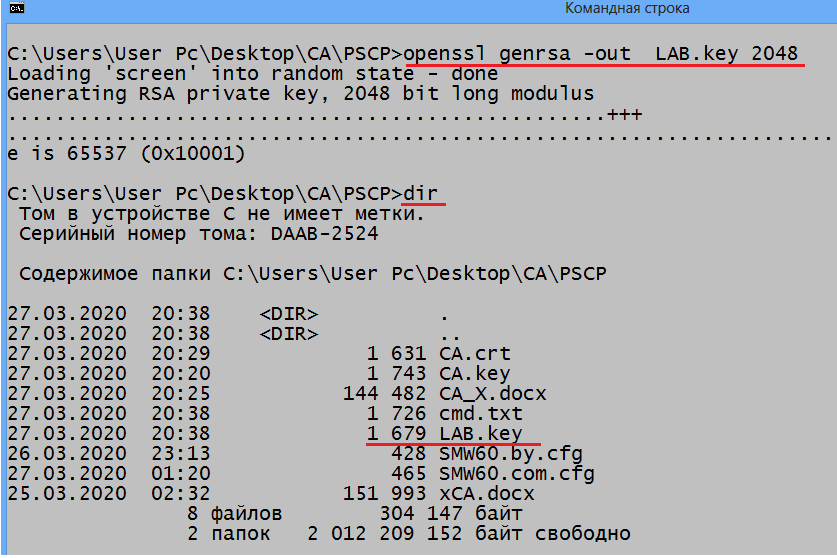 Командная строка
C:\Users\User Pc\Desktop\CA\PSCP>openssl genrsa -out  LAB.key 2048
Loading 'screen' into random state - done
Generating RSA private key, 2048 bit long modulus
..................................................+++
.....................................................................
e is 65537 (0x10001)
C:\Users\User Pc\Desktop\CA\PSCP>dir
 Том в устройстве C не имеет метки.
 Серийный номер тома: DAAB-2524
 Содержимое папки C:\Users\User Pc\Desktop\CA\PSCP
27.03.2020  20:38    <DIR>          .
27.03.2020  20:38    <DIR>          ..
27.03.2020  20:29             1 631 CA.crt
27.03.2020  20:20             1 743 CA.key
27.03.2020  20:25           144 482 CA_X.docx
27.03.2020  20:38             1 726 cmd.txt
27.03.2020  20:38             1 679 LAB.key
26.03.2020  23:13               428 SMW60.by.cfg
27.03.2020  01:20               465 SMW60.com.cfg
25.03.2020  02:32           151 993 xCA.docx
               8 файлов        304 147 байт
               2 папок   2 012 209 152 байт свободно